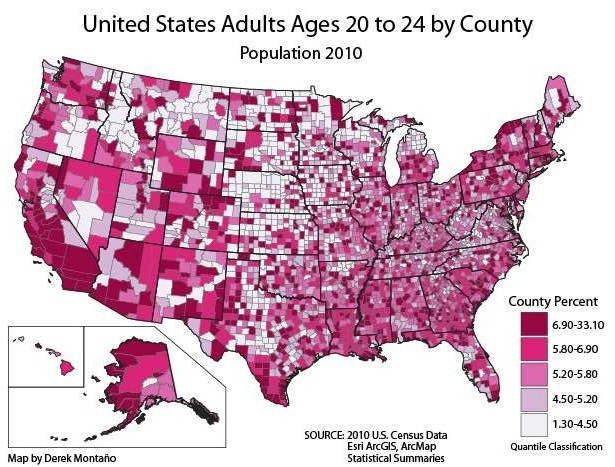 United States Adults Ages 20 to 24 by County
Population 2010
County Percent
6.90-33.10
5.80-6.90
5.20-5.80
4.50-5.20
1.30-4.50
Quantile Classification
SOURCE: 2010 U.S. Census Data
Esri ArcGIS, ArcMap
Statistical Summaries
Map by Derek Montaño